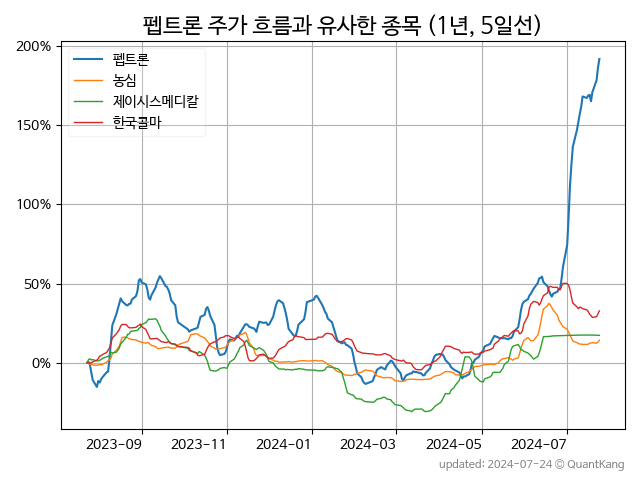 펩트론 주가 흐름과 유사한 종목 (1년, 5일선)
200%
150%
100%
50%
0%
펩트론
농심
제이시스메디칼
한국콜마
2023-09
2023-11
2024-01
2024-03
2024-05
2024-07
updated: 2024-07-24 @ QuantKang